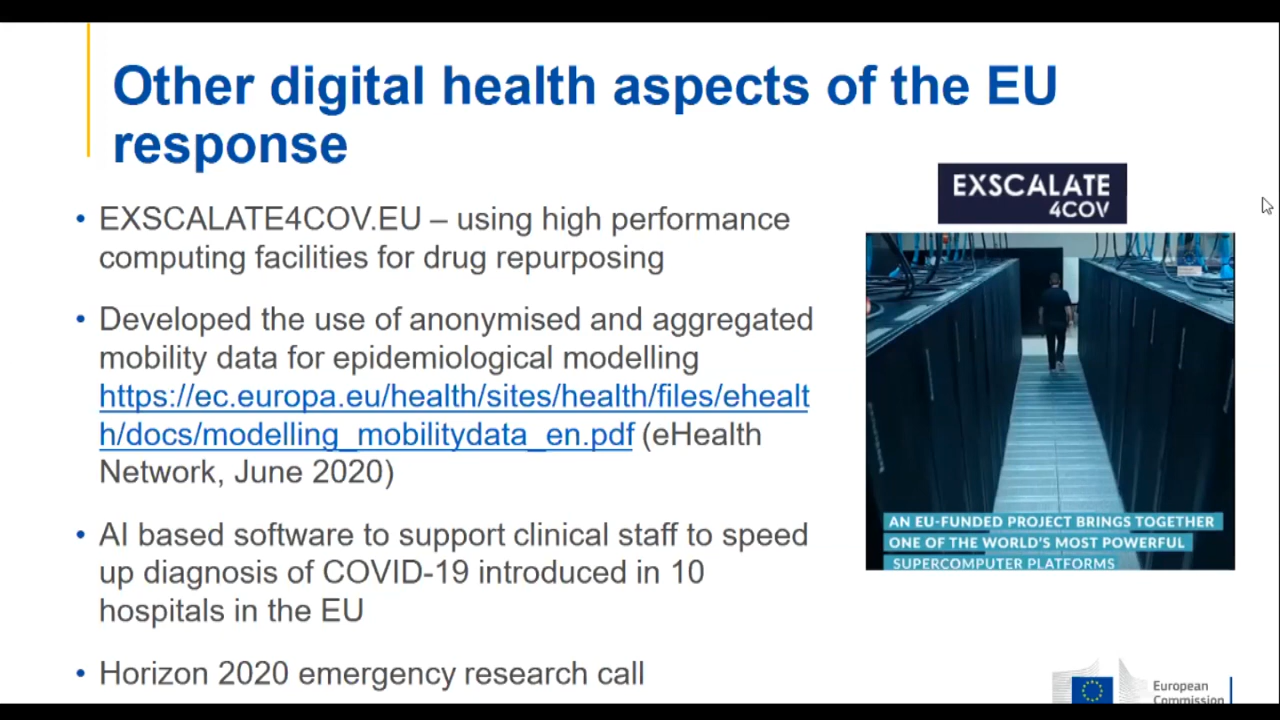 Other digital health aspects of the EU
response
• EXSCALATE4COV.EU – using high performance
computing facilities for drug repurposing
• Developed the use of anonymised and aggregated
mobility data for epidemiological modelling
https://ec.europa.eu/health/sites/health/files/ehealt
h/docs/modelling_mobilitydata_en.pdf (eHealth
Network, June 2020)
• AI based software to support clinical staff to speed
up diagnosis of COVID-19 introduced in 10
hospitals in the EU
• Horizon 2020 emergency research call
EXSCALATE
4COV
AN EU-FUNDED PROJECT BRINGS TOGETHER
ONE OF THE WORLD'S MOST POWERFUL
SUPERCOMPUTER PLATFORMS
European
Commission